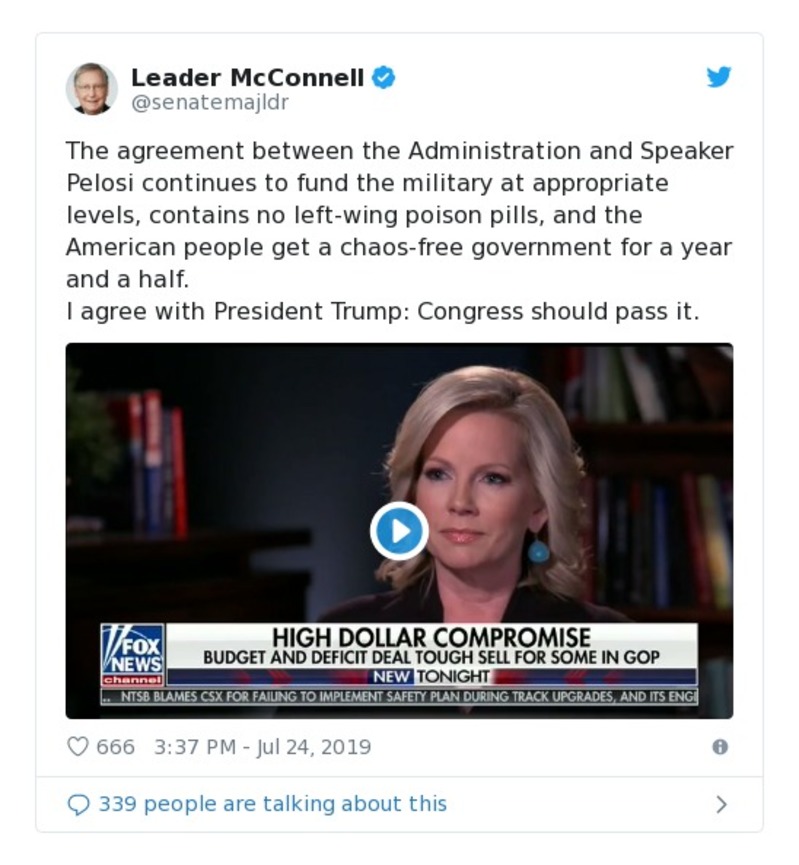 Leader McConnell
@senatemajldr
The agreement between the Administration and Speaker
Pelosi continues to fund the military at appropriate
levels, contains no left-wing poison pills, and the
American people get a chaos-free government for a year
and a half.
I agree with President Trump: Congress should pass it.
FOX
NEWS
channel
HIGH DOLLAR COMPROMISE
BUDGET AND DEFICIT DEAL TOUGH SELL FOR SOME IN GOP
NEW TONIGHT
.. NTSB BLAMES CSX FOR FAILING TO IMPLEMENT SAFETY PLAN DURING TRACK UPGRADES, AND ITS ENGI
666 3:37 PM - Jul 24, 2019
339 people are talking about this